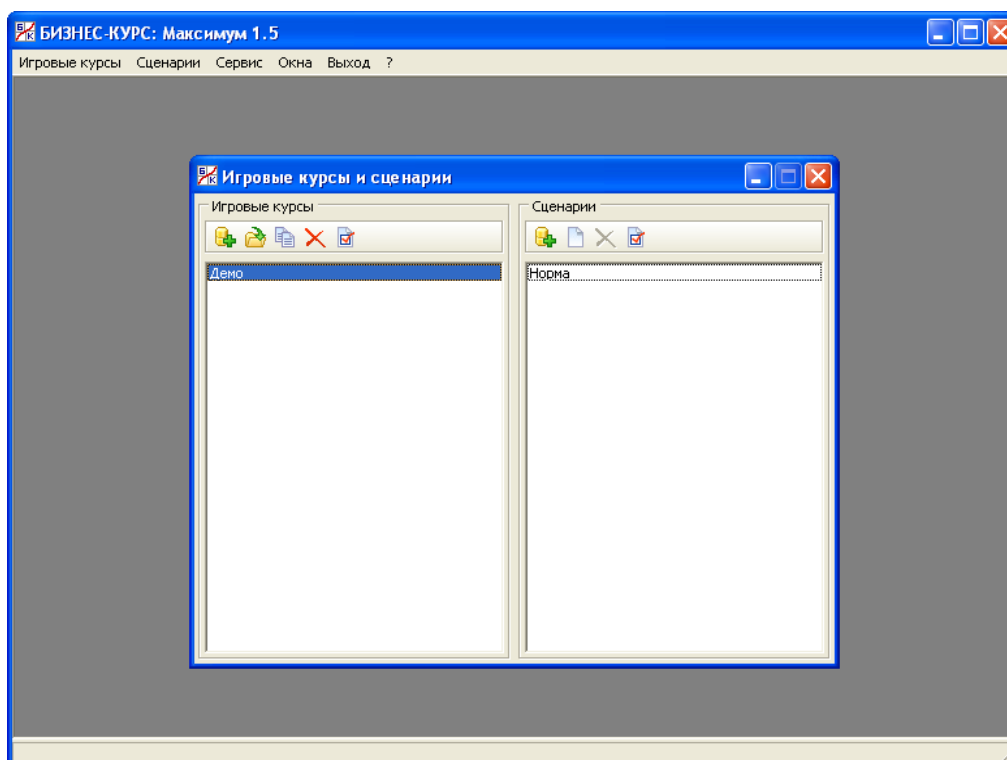 БИЗНЕС-КУРС: Максимум 1.5
Игровые курсы Сценарии Сервис Окна Выход ?
Игровые курсы и сценарии
Игровые курсы
Сценарии
Демо
Норма